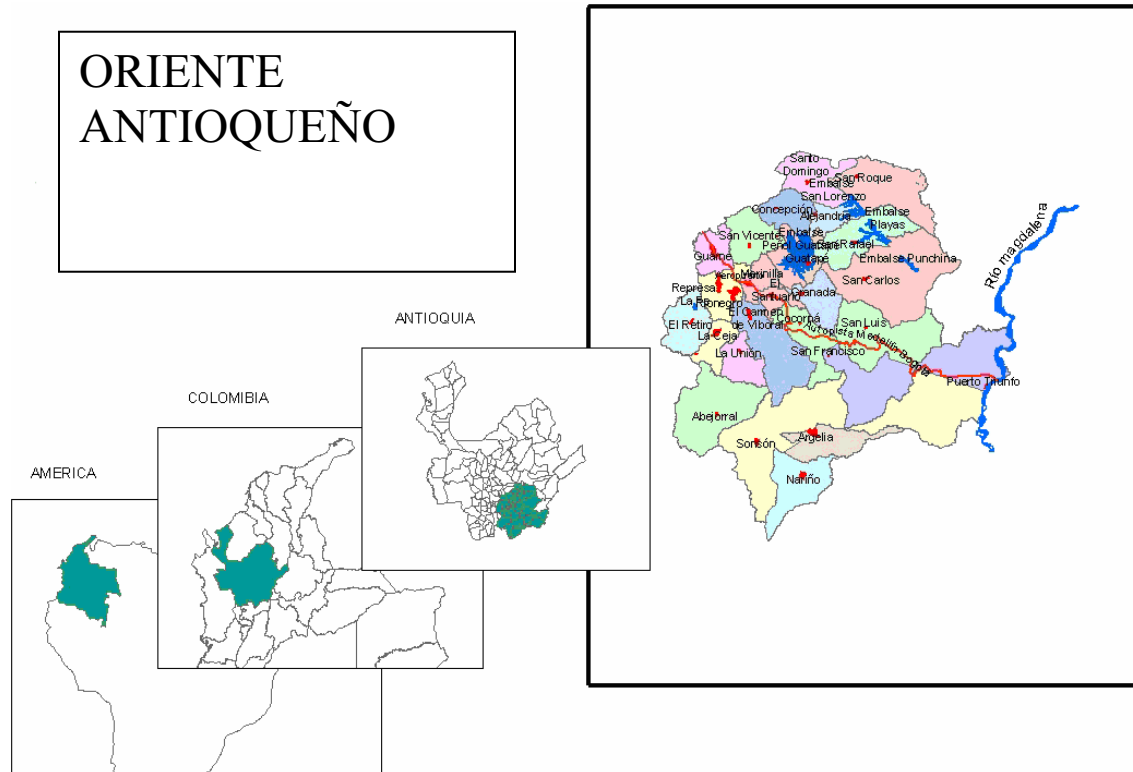 ORIENTE
ANTIOQUEÑO
ANTIOQUIA
COLOMBIA
AMERICA
Santo
Domingo
San Roque
Embalse
San Lorenzo
Concepción
Alejandria
Embalse
Playas
San Vicente
Embalse
Peñol Guatapé
San Rafael
Guarne
Guatapé
Embalse Punchina
Marinilla
San Carlos
Represa
La Fe
Rionegro
El
Santuario
Granada
El Retiro
El Carmen
de Viboral
Cocorná
San Luis
La Ceja
Autopista Medellín Bogotá
La Unión
San Francisco
Puerto Triunfo
Abejorral
Sonsón
Argelia
Nariño
Río magdalena